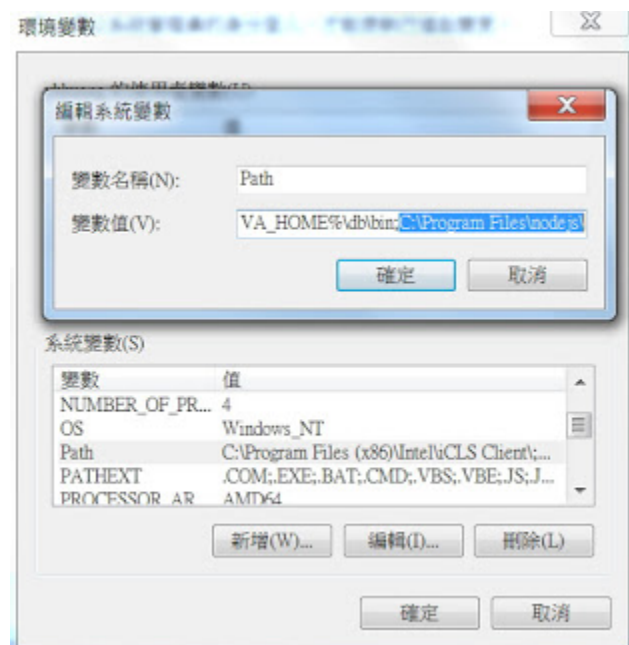 環境變數
編輯系統變數
變數名稱(N):
Path
變數值(V):
VA_HOME%\db\bin;C:\Program Files\nodejs\
確定
取消
系統變數(S)
變數
值
NUMBER_OF_PR... 4
OS Windows_NT
Path C:\Program Files (x86)\Intel\iCLS Client\;...
PATHEXT .COM;.EXE;.BAT;.CMD;.VBS;.VBE;.JS;.J...
PROCESSOR_AR AMD64
新增(W)...
編輯(I)...
刪除(L)
確定
取消